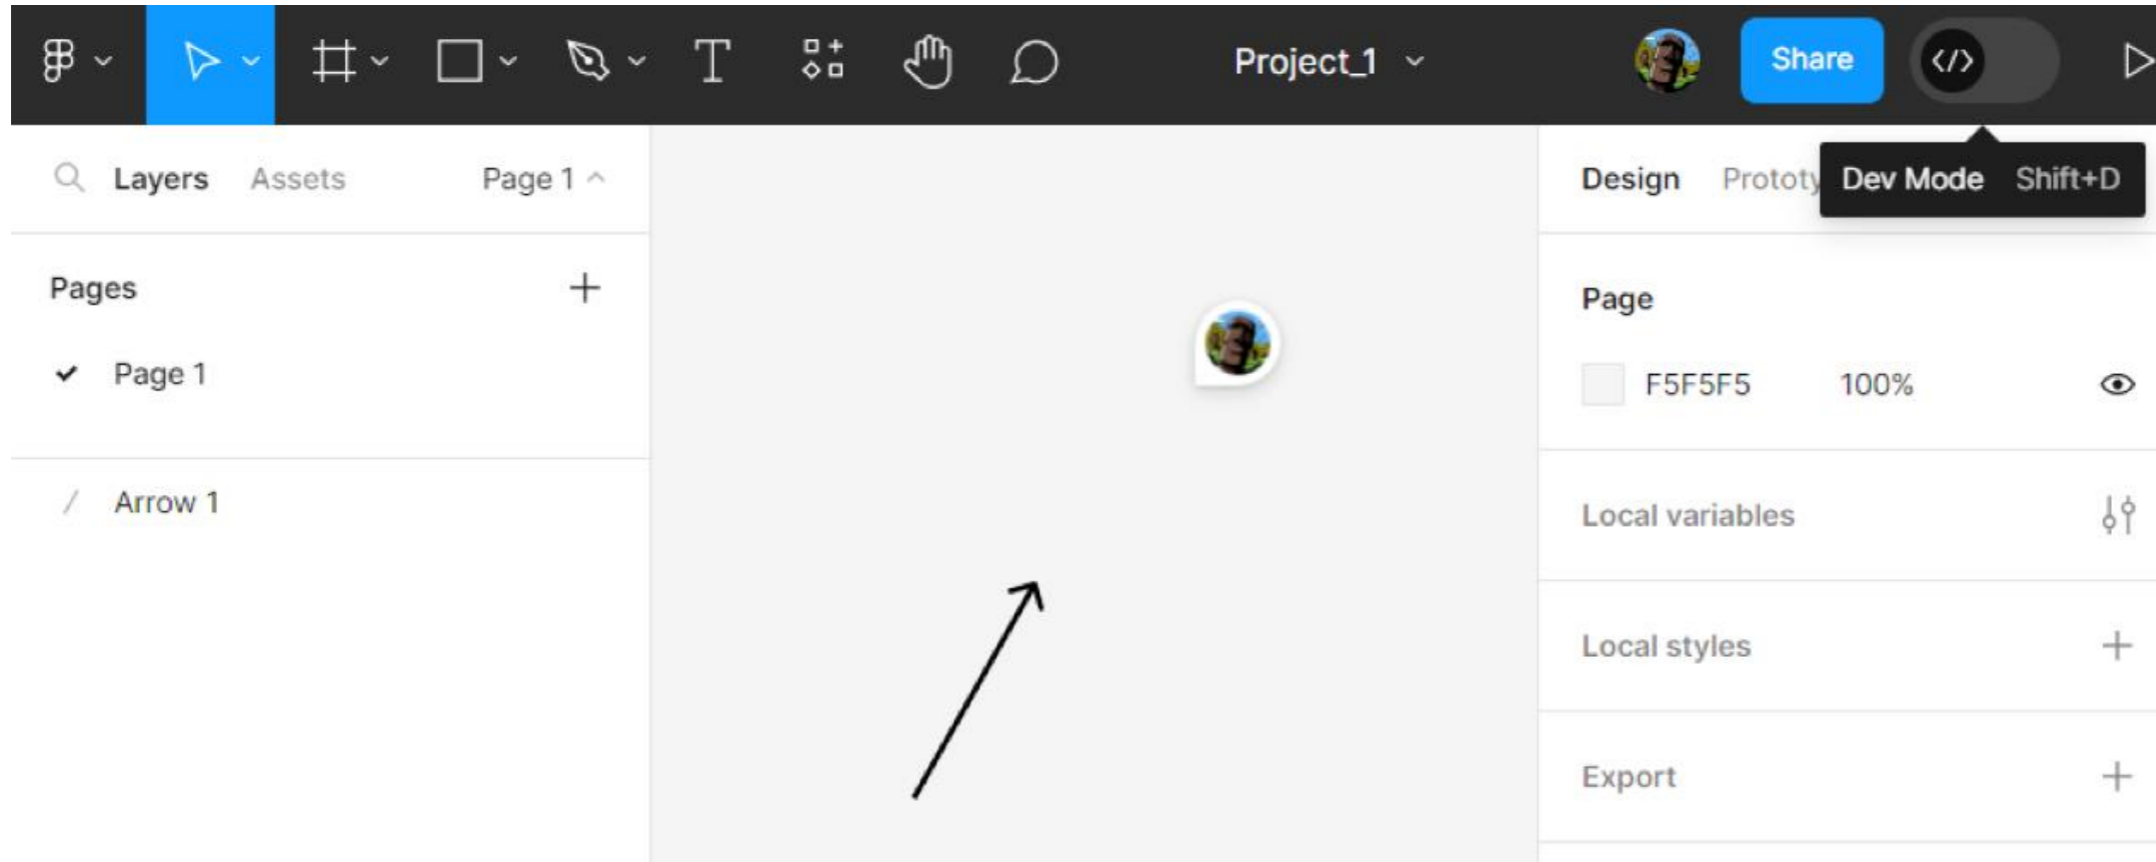 Project_1
Share
</>
Layers Assets Page 1
Design Prototy
Dev Mode Shift+D
Pages
Page 1
Arrow 1
Page
F5F5F5 100%
Local variables
Local styles
Export